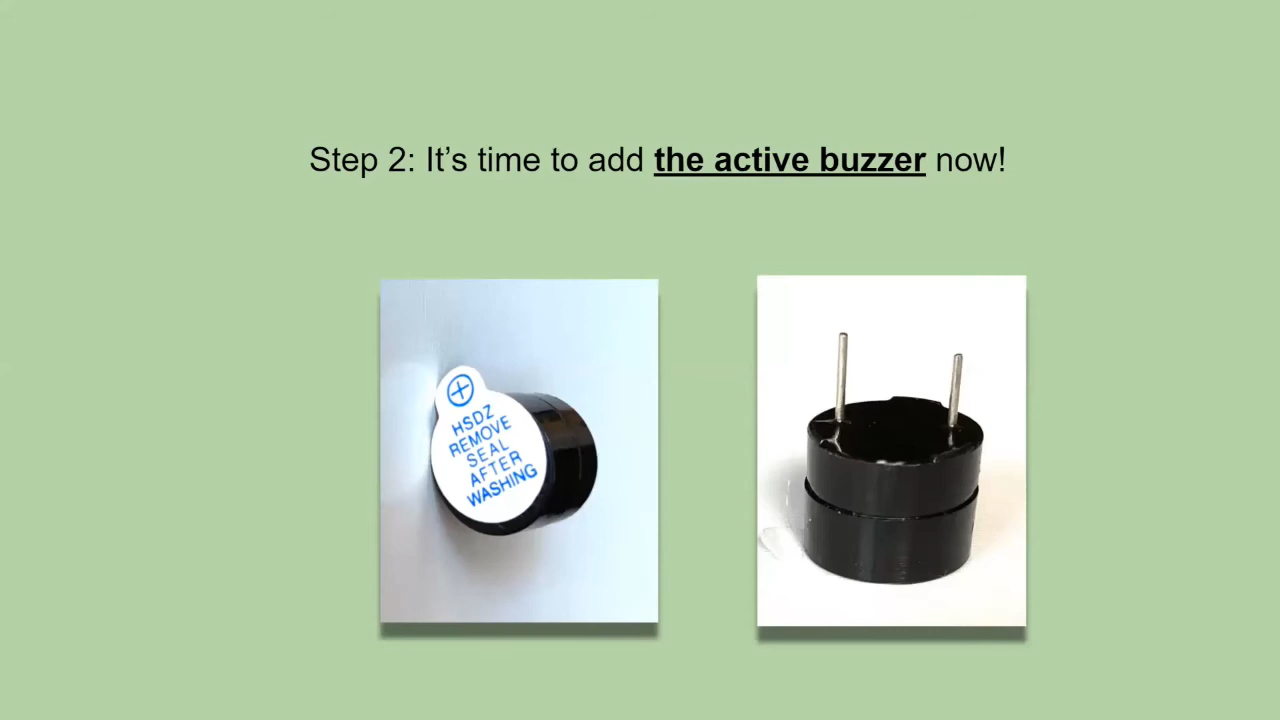 Step 2: It’s time to add the active buzzer now!
HSDZ
REMOVE
SEAL
AFTER
WASHING